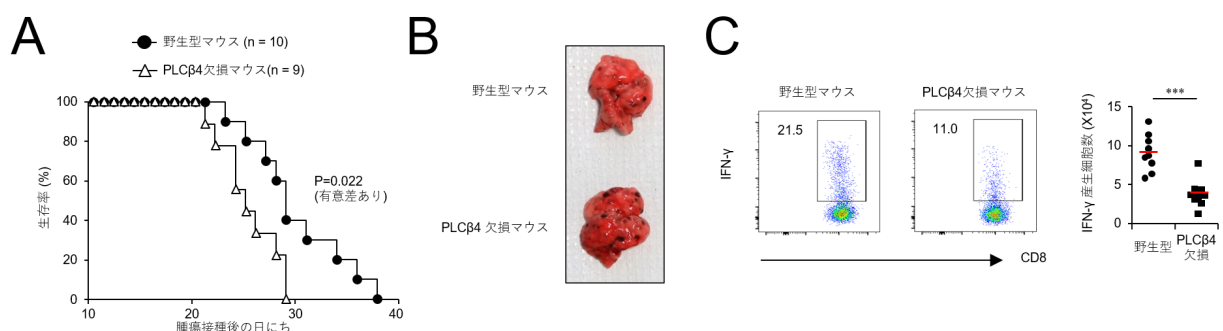 A
野生型マウス (n = 10)
PLCβ4欠損マウス(n = 9)
生存率 (%)
100
80
60
40
20
0
10
20
30
40
P=0.022
(有意差あり)
腫瘍接種後の日にち
B
野生型マウス
PLCβ4 欠損マウス
C
野生型マウス
PLCβ4欠損マウス
IFN-γ
21.5
11.0
CD8
IFN-γ 産生細胞数 (X10⁴)
15
10
5
0
***
野生型
PLCβ4
欠損